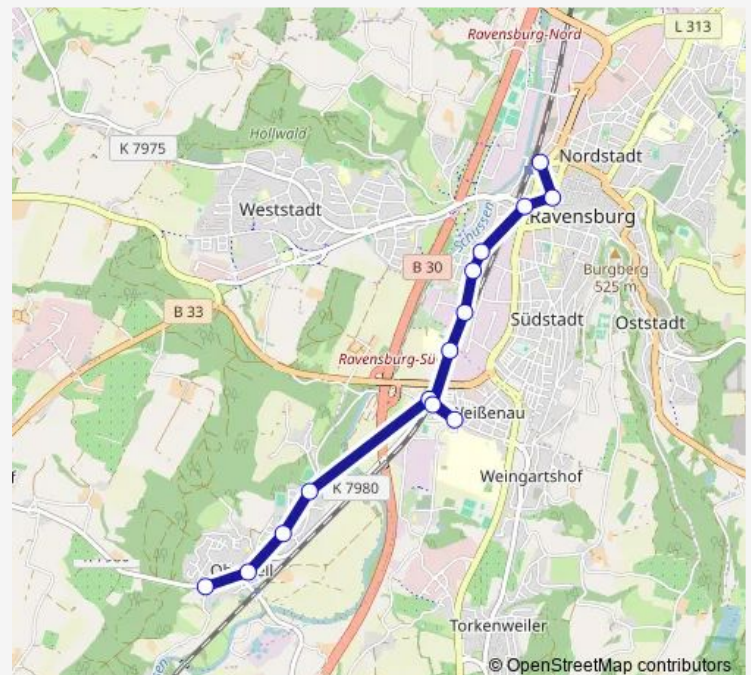 Ravensburg-Nord
L 313
Hollwald
K 7975
Nordstadt
Weststadt
Ravensburg
Schussen
B 30
Burgberg
525 m
B 33
Südstadt
Oststadt
Ravensburg-Sü
eißenau
Weingartshof
K 7980
Torkenweiler
© OpenStreetMap contributors